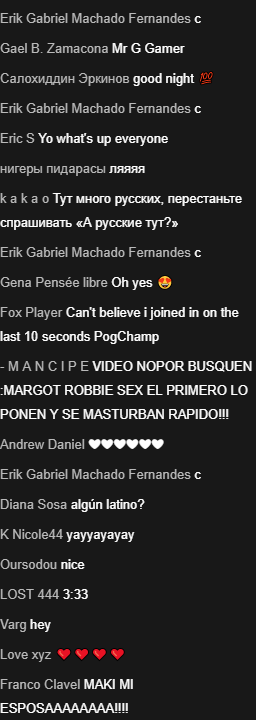 Erik Gabriel Machado Fernandes c
Gael B. Zamacona Mr G Gamer
Салохиддин Эркинов good night 💯
Erik Gabriel Machado Fernandes c
Eric S Yo what's up everyone
нигеры пидарасы ляяяя
k a k a o Тут много русских, перестаньте
спрашивать «А русские тут?»
Erik Gabriel Machado Fernandes c
Gena Pensée libre Oh yes 😍
Fox Player Can't believe i joined in on the
last 10 seconds PogChamp
- M A N C I P E VIDEO NOPOR BUSQUEN
:MARGOT ROBBIE SEX EL PRIMERO LO
PONEN Y SE MASTURBAN RAPIDO!!!
Andrew Daniel 🤍🤍🤍🤍🤍🤍
Erik Gabriel Machado Fernandes c
Diana Sosa algún latino?
K Nicole44 yayyayayay
Oursodou nice
LOST 444 3:33
Varg hey
Love xyz ❤️ ❤️ ❤️ ❤️
Franco Clavel MAKI MI
ESPOSAAAAAAAA!!!!